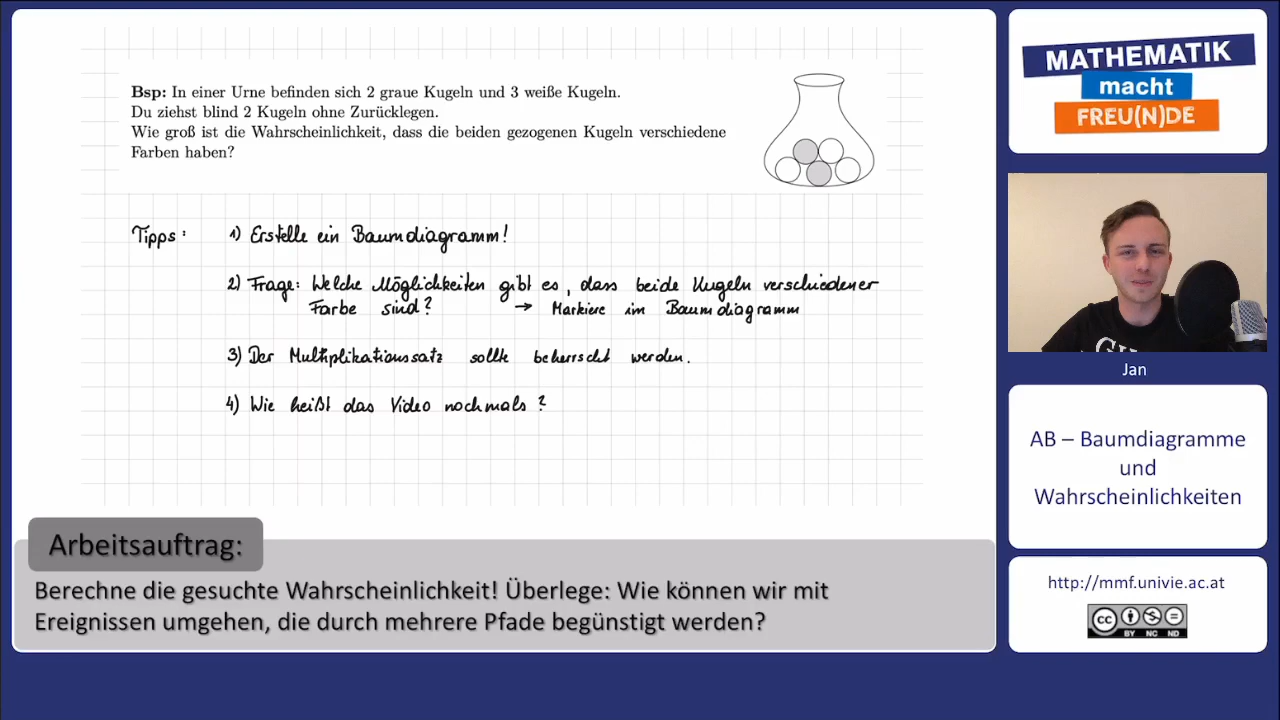 Bsp: In einer Urne befinden sich 2 graue Kugeln und 3 weiße Kugeln.
Du ziehst blind 2 Kugeln ohne Zurücklegen.
Wie groß ist die Wahrscheinlichkeit, dass die beiden gezogenen Kugeln verschiedene
Farben haben?
Tipps: 1) Erstelle ein Baumdiagramm!
2) Frage: Welche Möglichkeiten gibt es, dass beide Kugeln verschiedener
Farbe sind? → Markiere im Baumdiagramm
3) Der Multiplikationssatz sollte beherrscht werden.
4) Wie heißt das Video nochmals?
Arbeitsauftrag:
Berechne die gesuchte Wahrscheinlichkeit! Überlege: Wie können wir mit
Ereignissen umgehen, die durch mehrere Pfade begünstigt werden?
MATHEMATIK
macht
FREU(N)DE
Jan
AB – Baumdiagramme
und
Wahrscheinlichkeiten
http://mmf.univie.ac.at
cc
BY NC ND